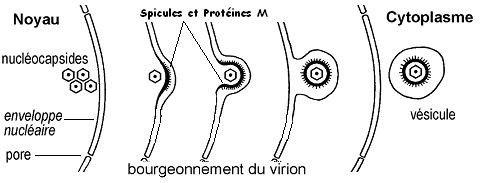 Noyau
Spicules et Protéines M
Cytoplasme
nucléocapsides
enveloppe
nucléaire
vésicule
pore
bourgeonnement du virion